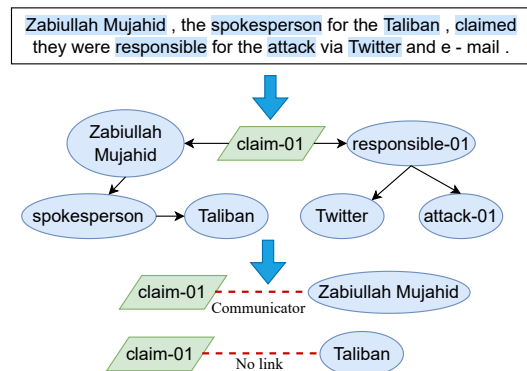 Zabiullah Mujahid , the spokesperson for the Taliban , claimed
they were responsible for the attack via Twitter and e - mail .
Zabiullah
Mujahid
claim-01
responsible-01
spokesperson
Taliban
Twitter
attack-01
claim-01
Communicator
Zabiullah Mujahid
claim-01
No link
Taliban